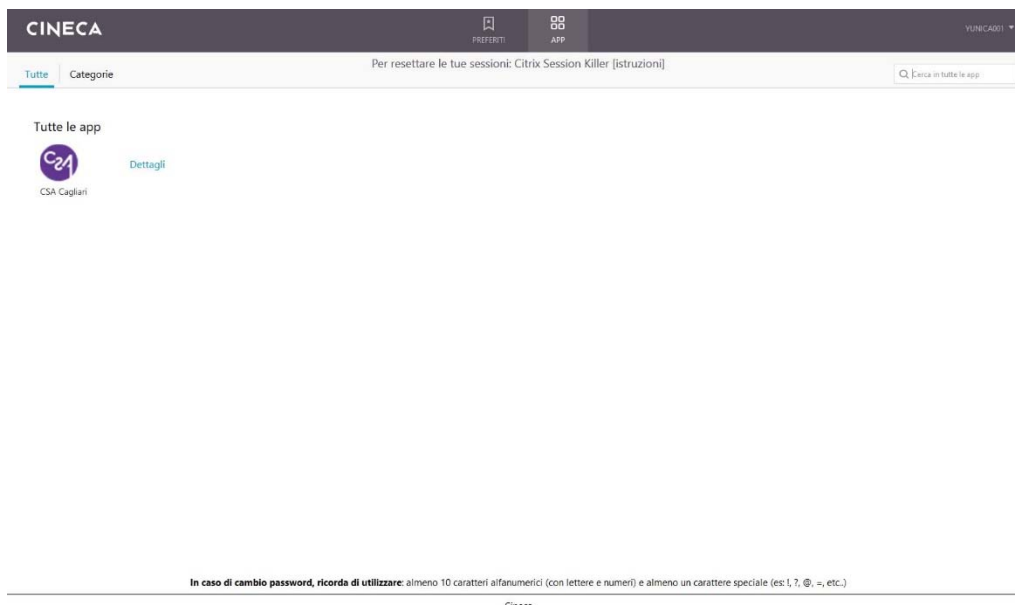 CINECA
PREFERITI
APP
YUNICA001
Per resettare le tue sessioni: Citrix Session Killer [istruzioni]
Tutte
Categorie
Cerca in tutte le app
Tutte le app
C24
Dettagli
CSA Cagliari
In caso di cambio password, ricorda di utilizzare: almeno 10 caratteri alfanumerici (con lettere e numeri) e almeno un carattere speciale (es: !, ?, @, =, etc..)